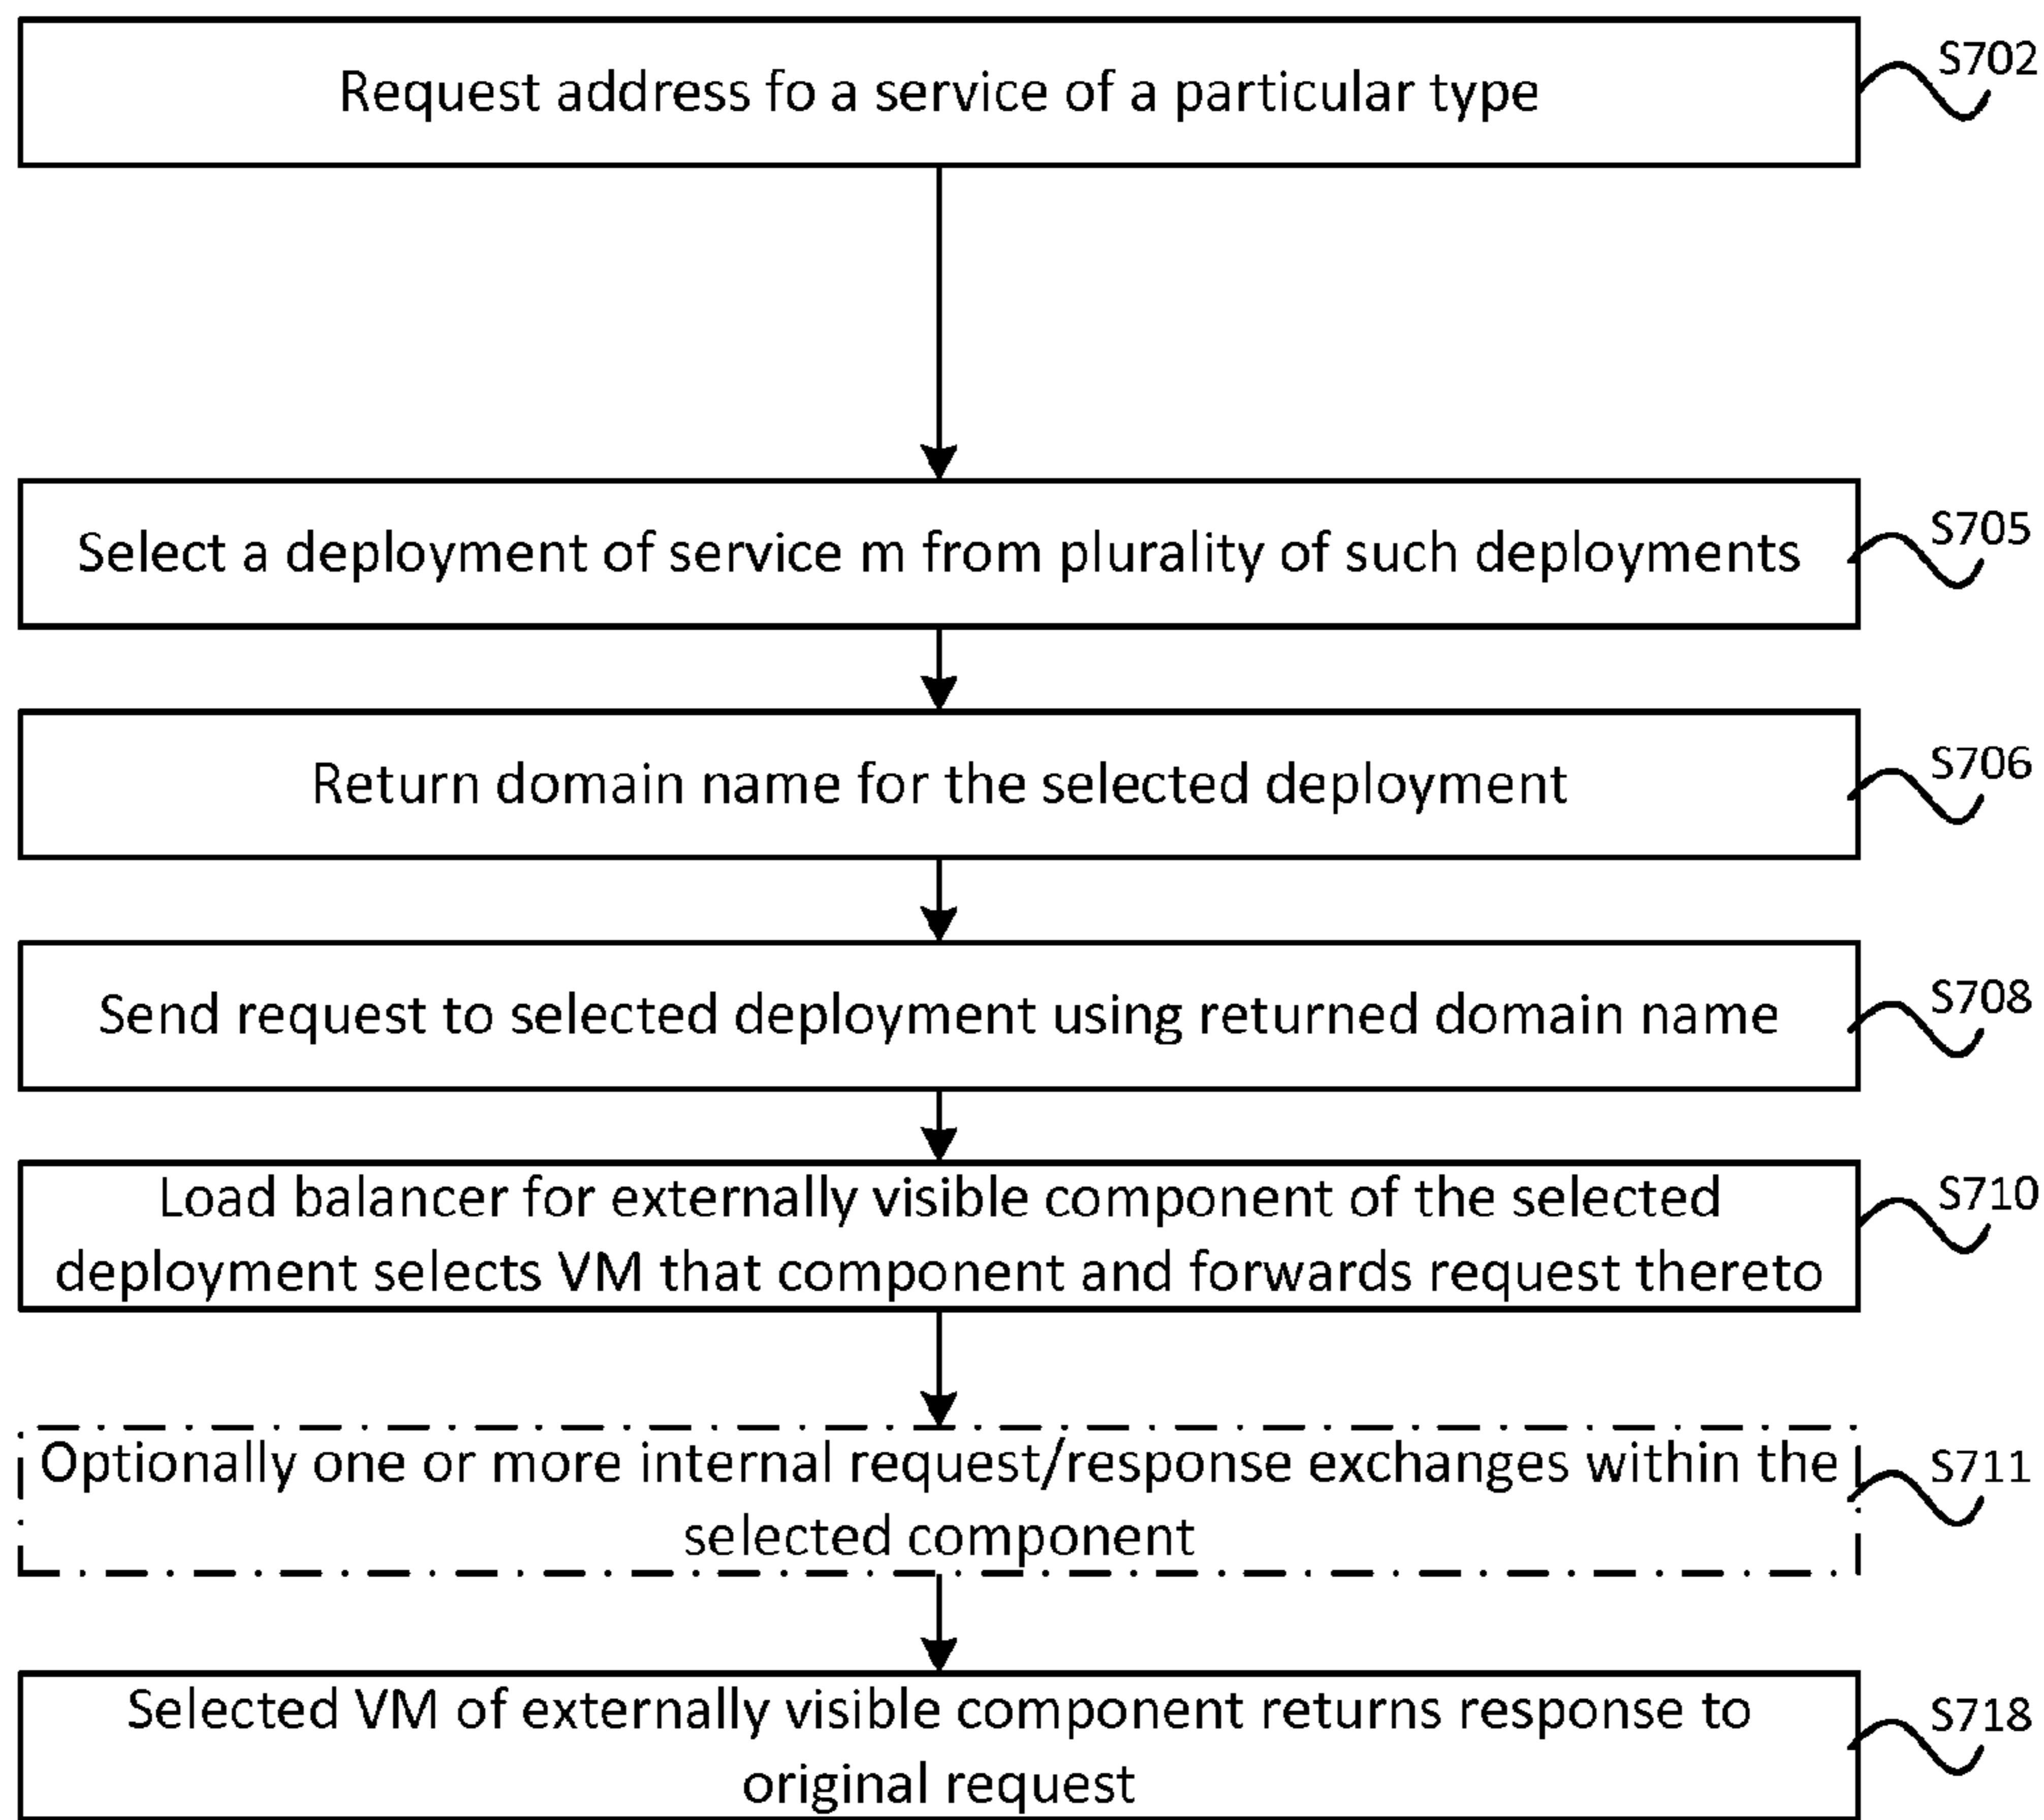 Request address fo a service of a particular type
S702
Select a deployment of service m from plurality of such deployments
S705
Return domain name for the selected deployment
S706
Send request to selected deployment using returned domain name
S708
Load balancer for externally visible component of the selected
deployment selects VM that component and forwards request thereto
S710
Optionally one or more internal request/response exchanges within the
selected component
S711
Selected VM of externally visible component returns response to
original request
S718